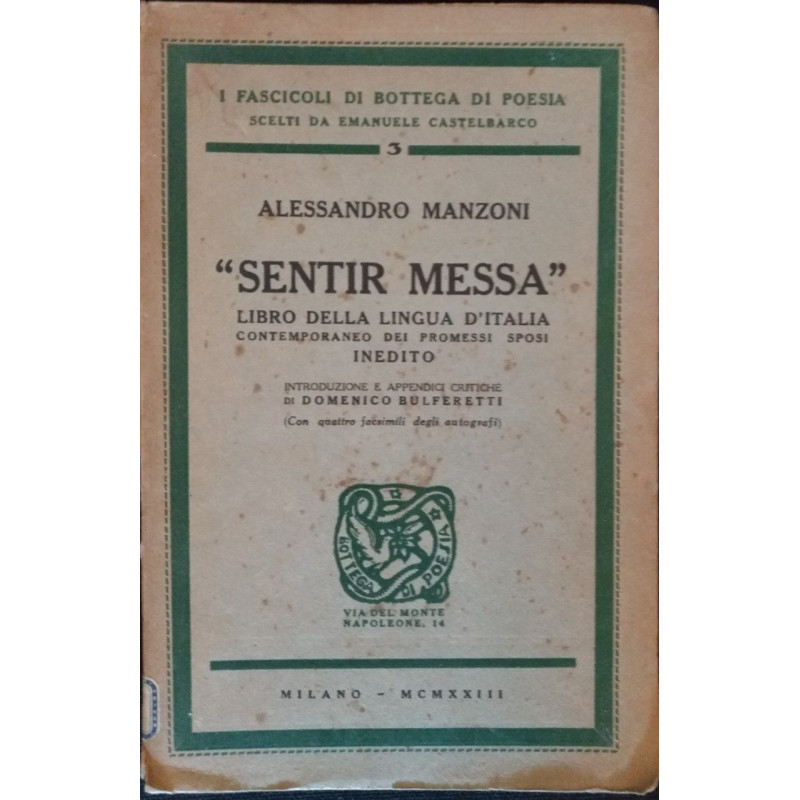 I FASCICOLI DI BOTTEGA DI POESIA
SCELTI DA EMANUELE CASTELBARCO
3
ALESSANDRO MANZONI
"SENTIR MESSA"
LIBRO DELLA LINGUA D'ITALIA
CONTEMPORANEO DEI PROMESSI SPOSI
INEDITO
INTRODUZIONE E APPENDICI CRITICHE
DI DOMENICO BULFERETTI
(Con quattro facsimili degli autografi)
BOTTEGA DI POESIA
VIA DEL MONTE
NAPOLEONE, 14
MILANO - MCMXXIII